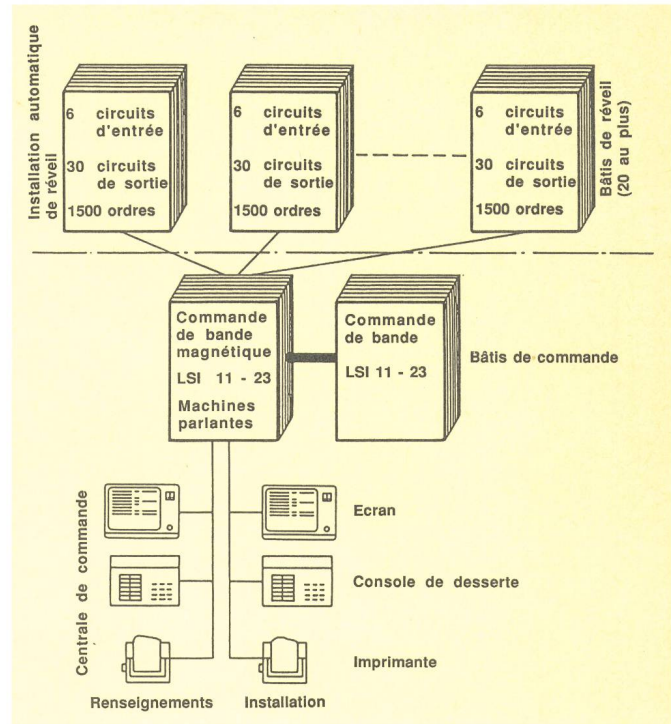 Installation automatique
de réveil
6 circuits
d'entrée
30 circuits
de sortie
1500 ordres
6 circuits
d'entrée
30 circuits
de sortie
1500 ordres
6 circuits
d'entrée
30 circuits
de sortie
1500 ordres
Bâtis de réveil
(20 au plus)
Commande
de bande
magnétique
LSI 11 - 23
Machines
parlantes
Commande
de bande
LSI 11 - 23
Bâtis de commande
Centrale de commande
Ecran
Console de desserte
Imprimante
Renseignements
Installation